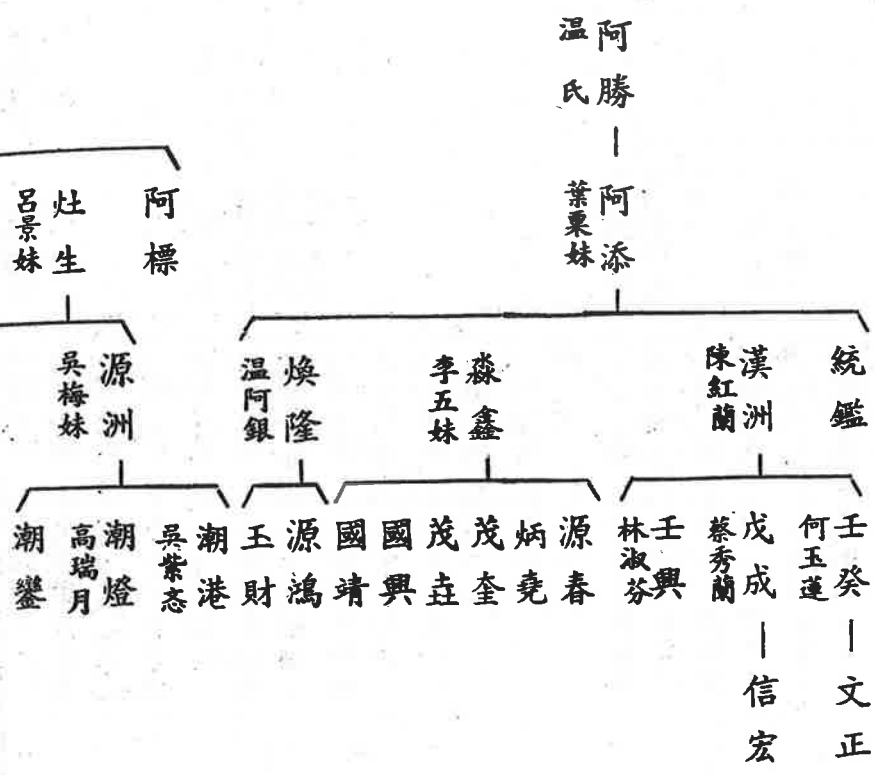 阿勝
温氏
阿添
葉粟妹
統鑑
漢洲
陳紅蘭
淼鑫
李五妹
煥隆
温阿銀
壬癸
何玉蓮
戊成
蔡秀蘭
壬興
林淑芬
源春
炳堯
茂奎
茂垚
國興
國靖
源鴻
玉財
文正
信宏
阿標
灶生
呂景妹
源洲
吳梅妹
潮港
吳紫恋
潮燈
高瑞月
潮鑾